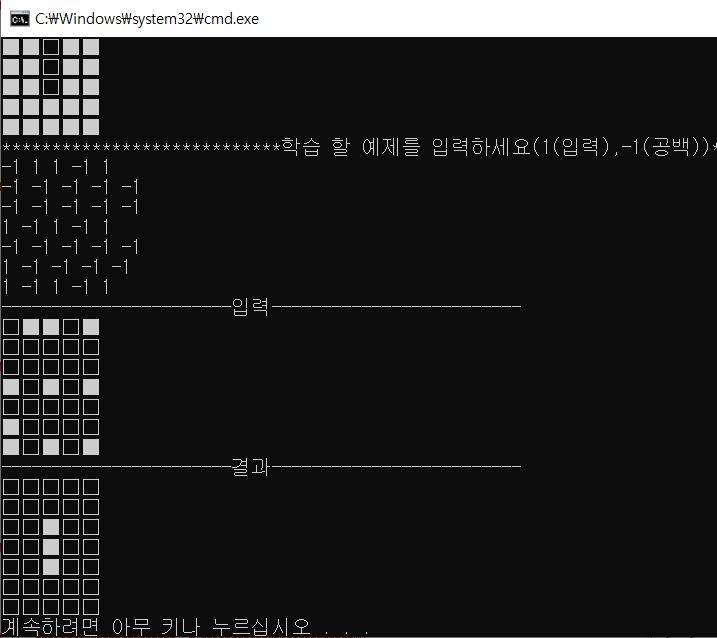 C:₩Windows₩system32₩cmd.exe
■■□■■
■■□■■
■■□■■
■■■■■
■■■■■
****************************학습 할 예제를 입력하세요(1(입력),-1(공백))*
-1 1 1 -1 1
-1 -1 -1 -1 -1
-1 -1 -1 -1 -1
1 -1 1 -1 1
-1 -1 -1 -1 -1
1 -1 -1 -1 -1
1 -1 1 -1 1
-----------------------입력-------------------------
□■■□■
□□□□□
□□□□□
■□■□■
□□□□□
■□□□□
■□■□■
-----------------------결과-------------------------
□□□□□
□□□□□
□□■□□
□□■□□
□□■□□
□□□□□
□□□□□
계속하려면 아무 키나 누르십시오 . . .